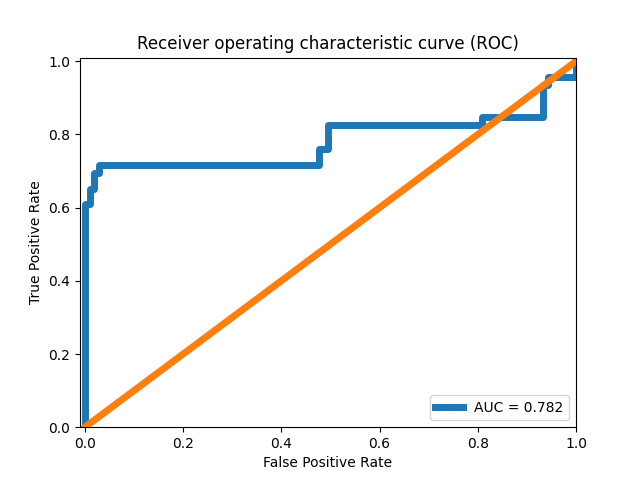 Receiver operating characteristic curve (ROC)
True Positive Rate
1.0
0.8
0.6
0.4
0.2
0.0
0.0 0.2 0.4 0.6 0.8 1.0
False Positive Rate
AUC = 0.782